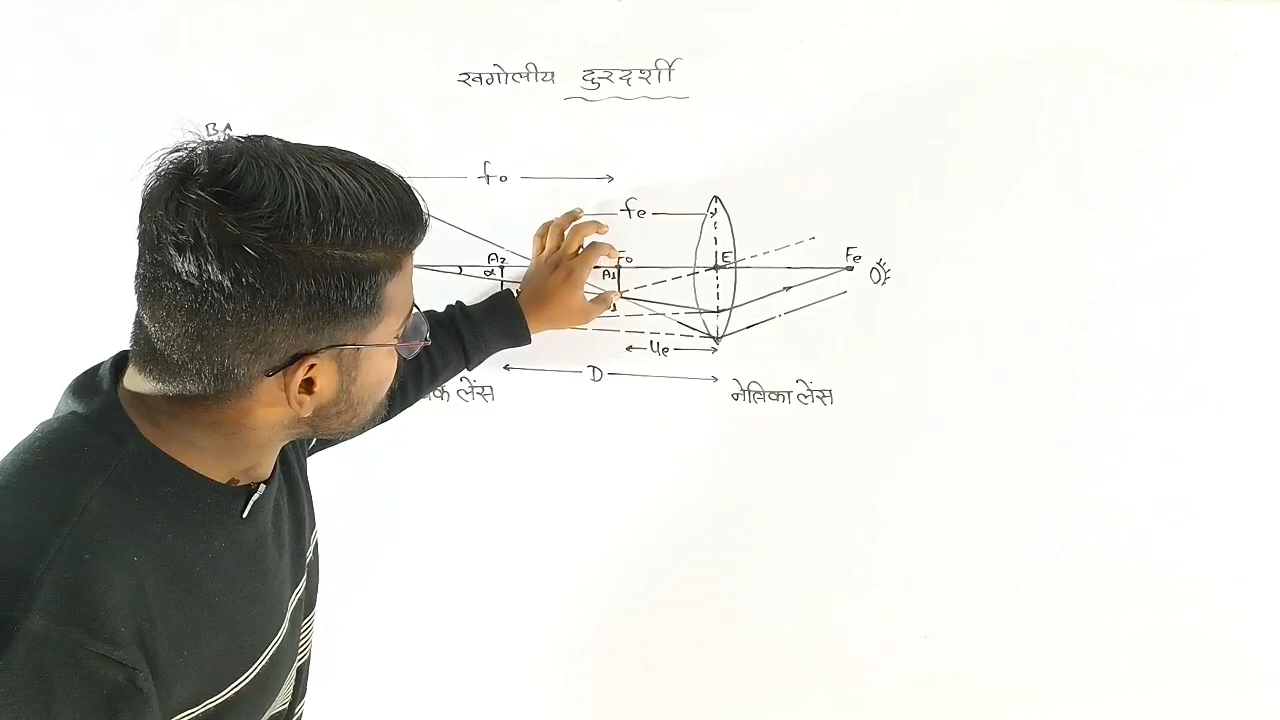 खगोलीय दुरदर्शी
B
fo
fe
A₂ α A₁ Fo E Fe
ue
D
लेंस नेत्रिका लेंस